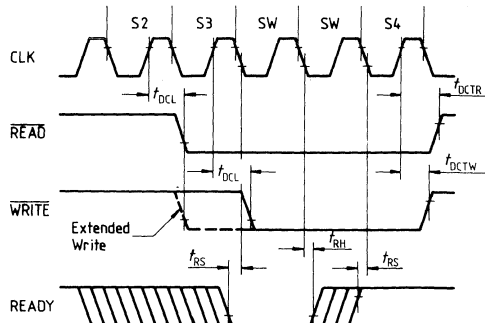 S2 S3 SW SW S4
CLK
tDCL
tDCTR
READ
tDCL
tDCTW
WRITE
Extended
Write
tRH
tRS
tRS
READY